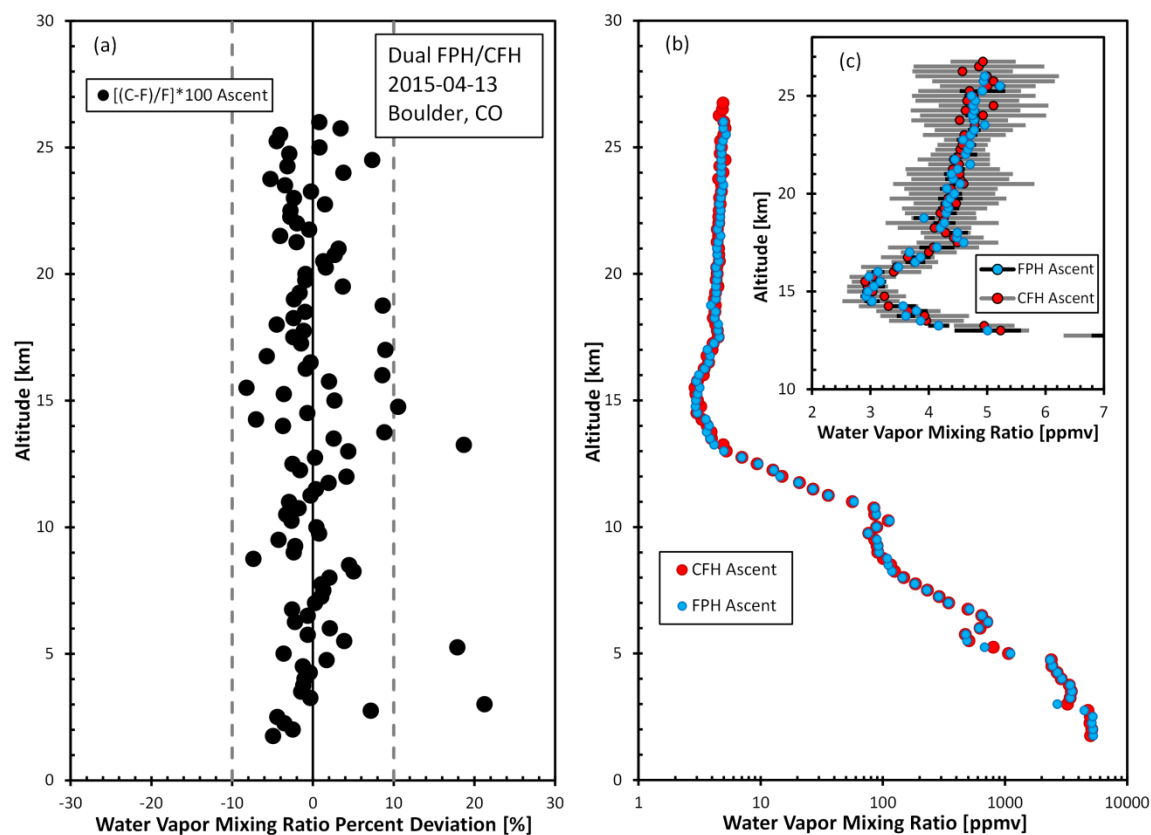 (a)
Dual FPH/CFH
2015-04-13
Boulder, CO
[(C-F)/F]*100 Ascent
30
25
20
15
10
5
0
Altitude [km]
-30
-20
-10
0
10
20
30
Water Vapor Mixing Ratio Percent Deviation [%]
(b)
30
25
20
15
10
5
0
Altitude [km]
CFH Ascent
FPH Ascent
1
10
100
1000
10000
Water Vapor Mixing Ratio [ppmv]
(c)
25
20
15
10
Altitude [km]
FPH Ascent
CFH Ascent
2
3
4
5
6
7
Water Vapor Mixing Ratio [ppmv]